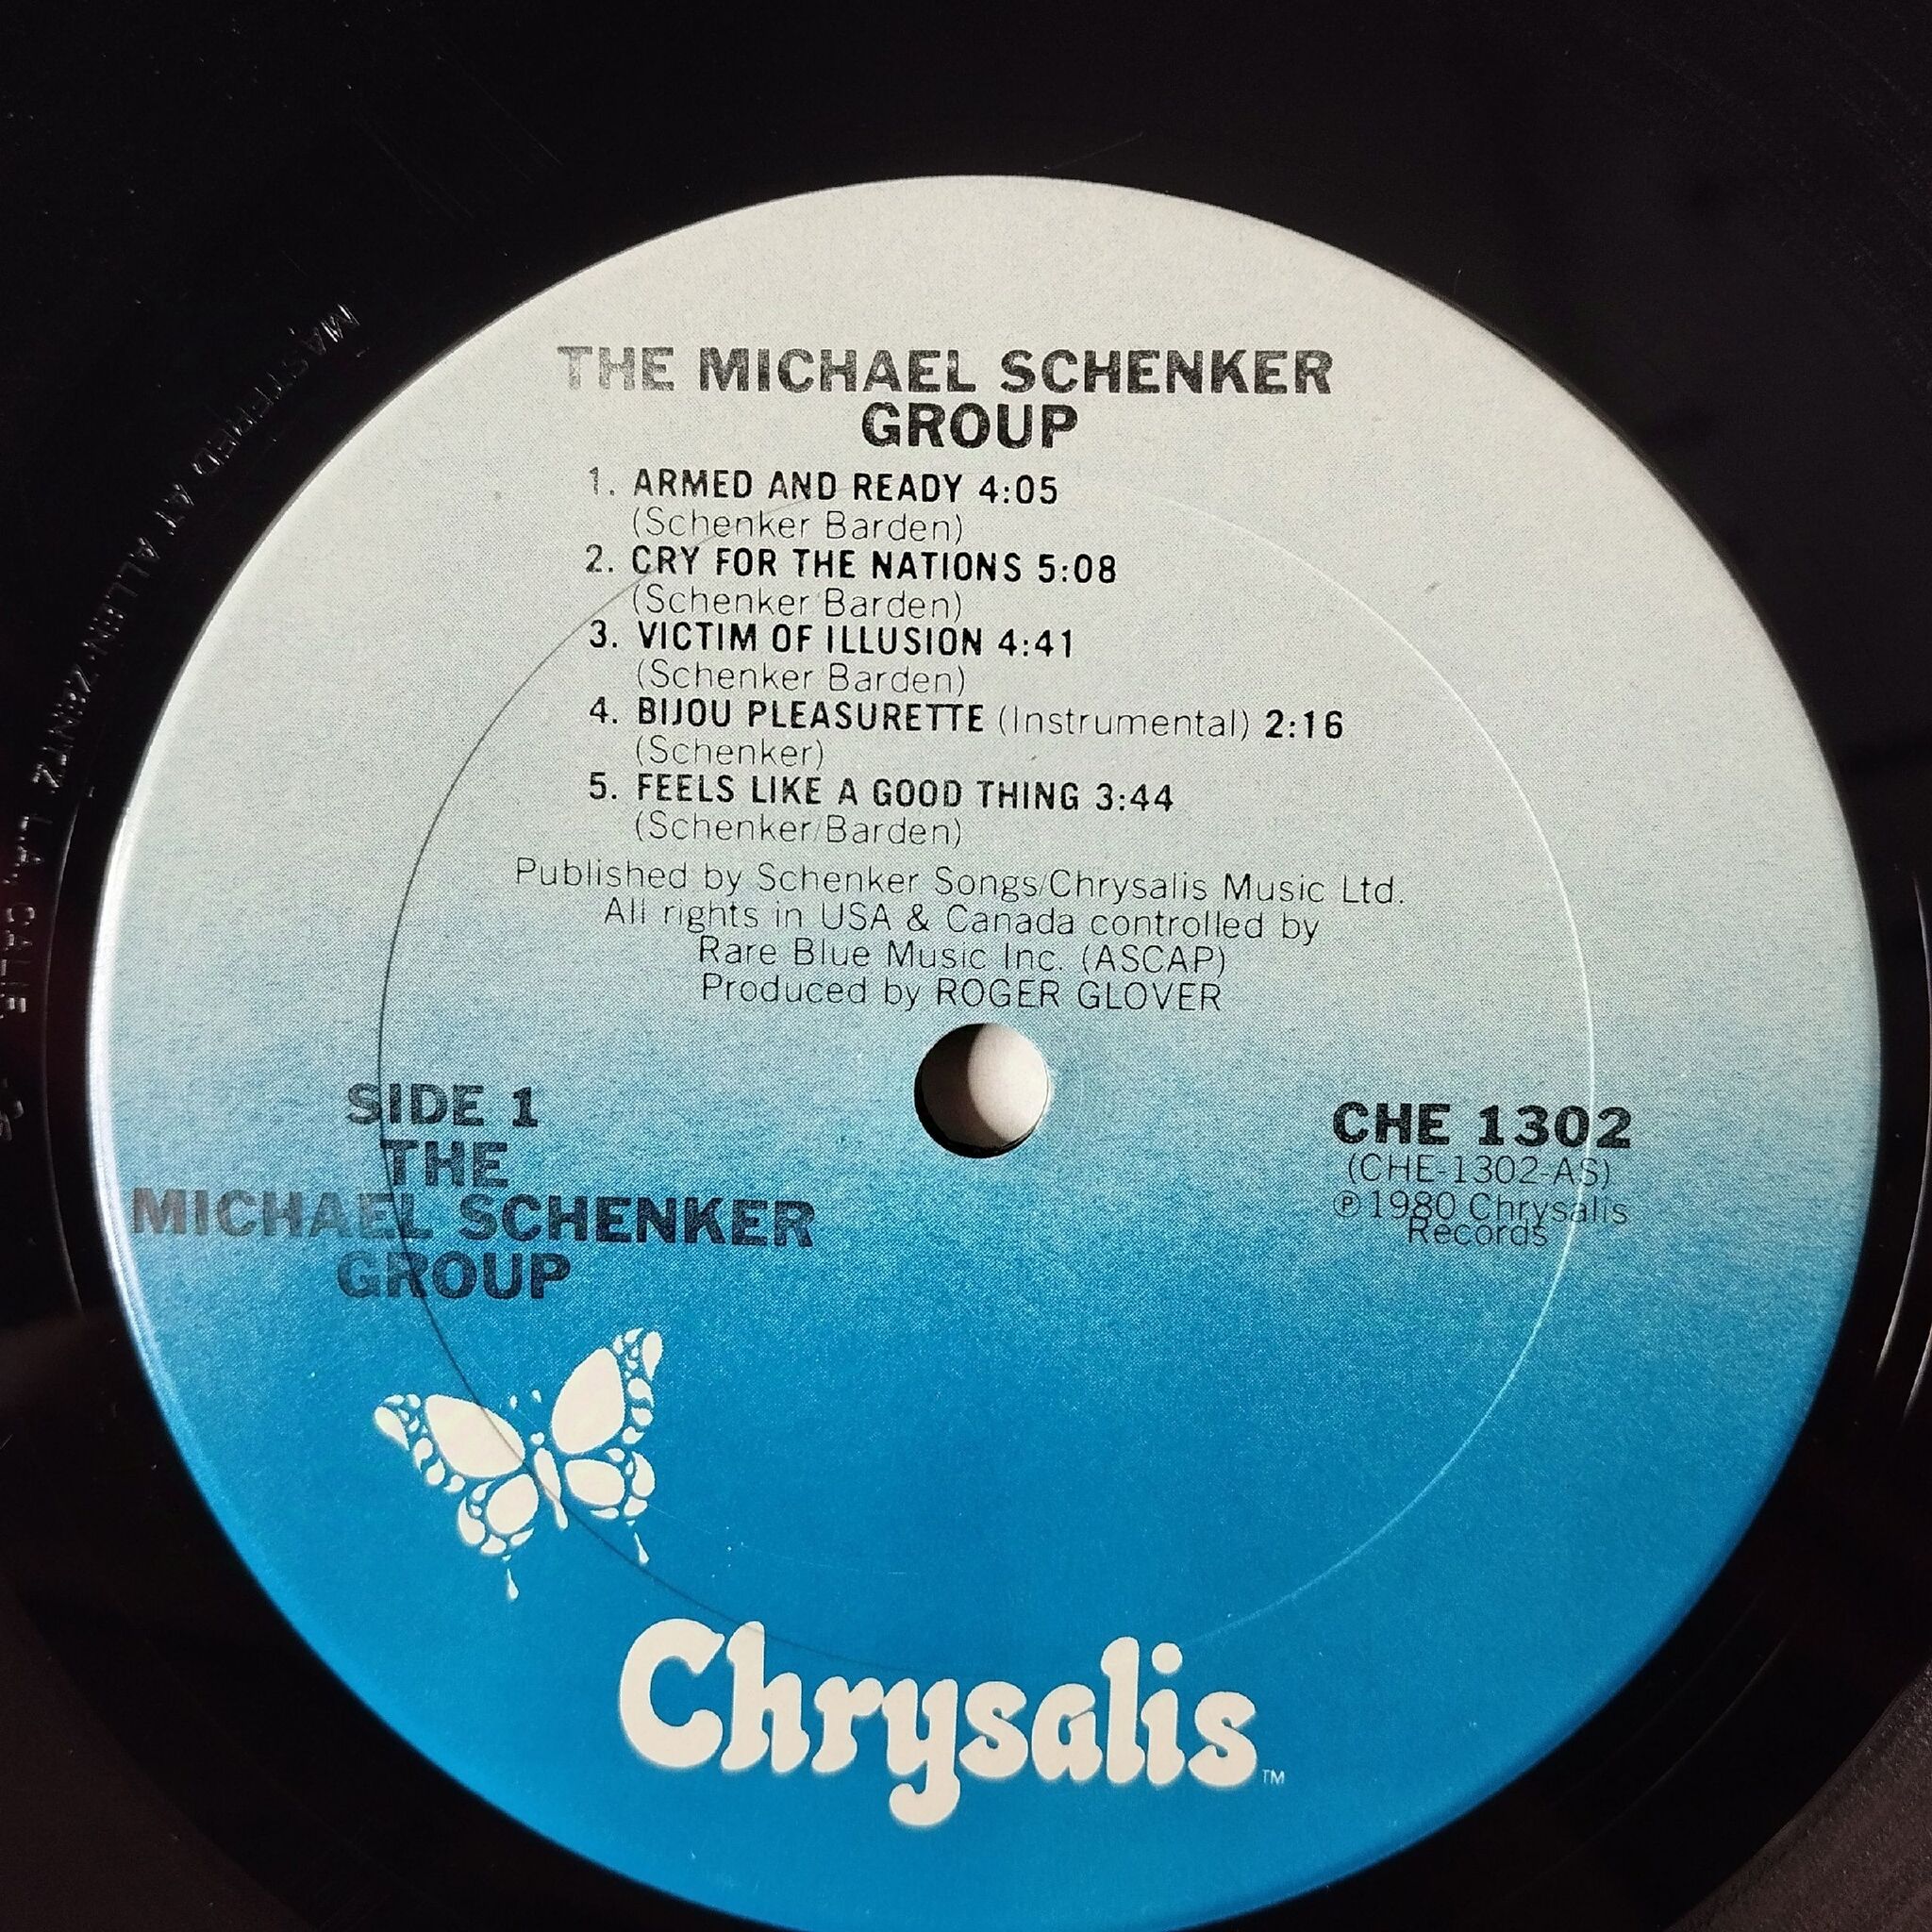 THE MICHAEL SCHENKER
GROUP
1. ARMED AND READY 4:05
(Schenker Barden)
2. CRY FOR THE NATIONS 5:08
(Schenker Barden)
3. VICTIM OF ILLUSION 4:41
(Schenker Barden)
4. BIJOU PLEASURETTE (Instrumental) 2:16
(Schenker)
5. FEELS LIKE A GOOD THING 3:44
(Schenker/Barden)
Published by Schenker Songs/Chrysalis Music Ltd.
All rights in USA & Canada controlled by
Rare Blue Music Inc. (ASCAP)
Produced by ROGER GLOVER
SIDE 1
THE
MICHAEL SCHENKER
GROUP
CHE 1302
(CHE-1302-AS)
℗1980 Chrysalis
Records
Chrysalis™
MASTERED AT ALLEN ZENTZ L.A. CALIF.